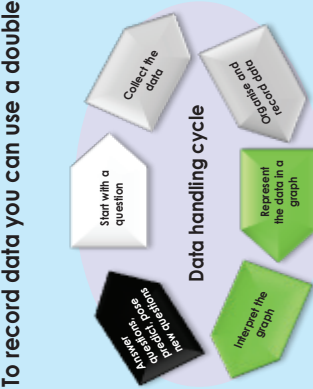 To record data you can use a double
Start with a
question
Collect the
data
Organise and
record data
Represent
the data in a
graph
Interpret the
graph
Answer
questions,
predict, pose
new questions
Data handling cycle